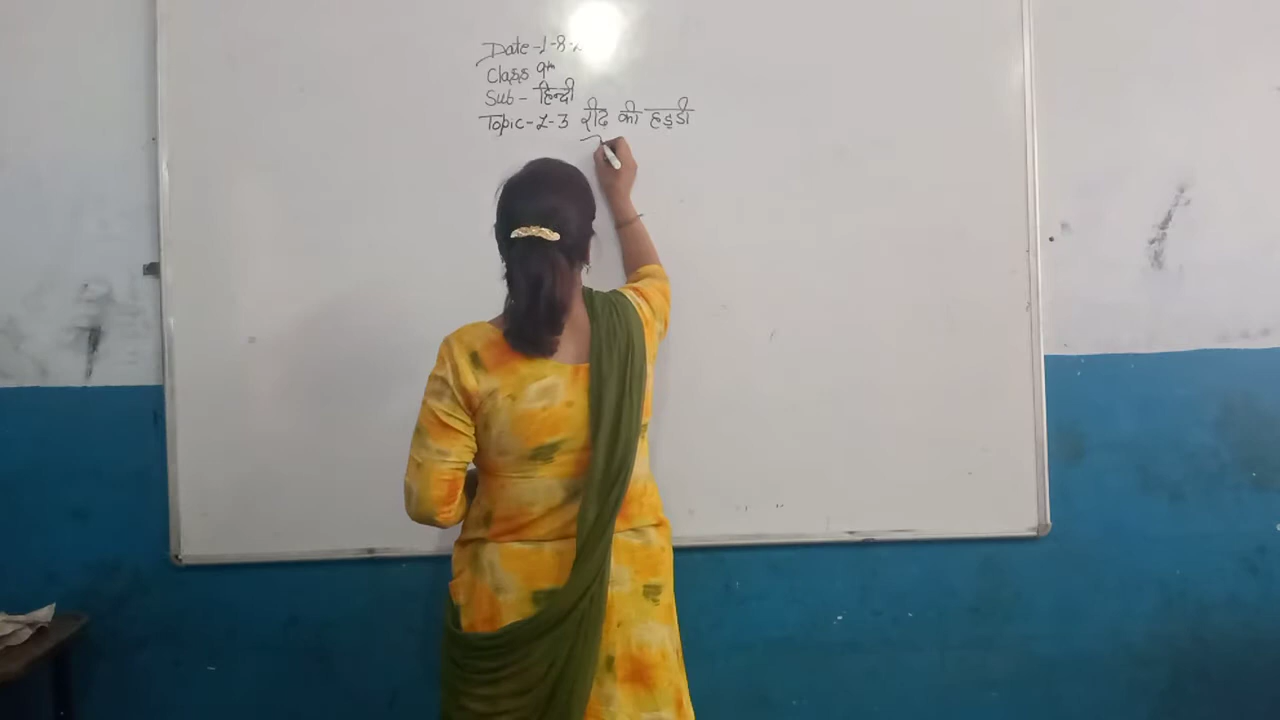 Date -1-8-
Class 9th
Sub - हिन्दी
Topic-L-3 रीढ़ की हड्डी